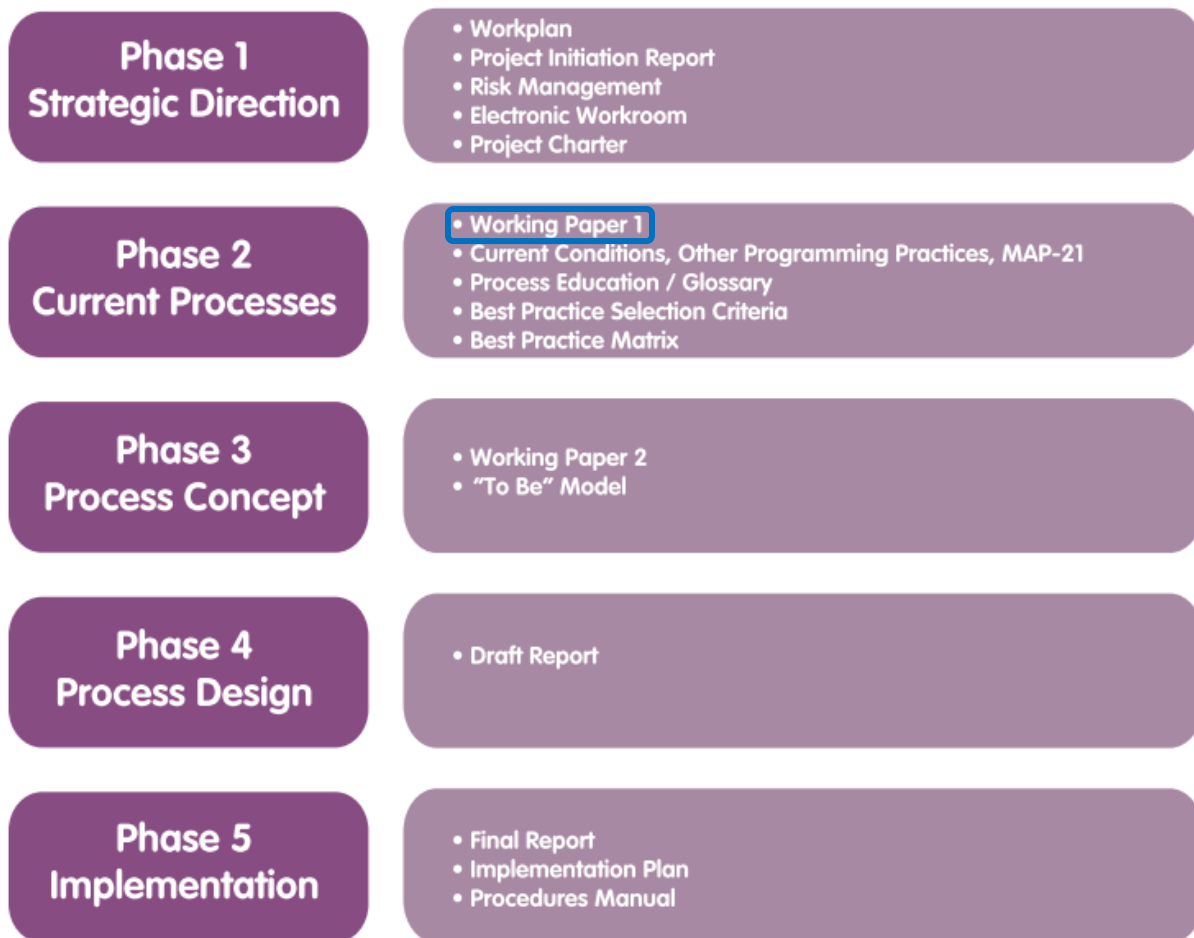 Phase 1
Strategic Direction
• Workplan
• Project Initiation Report
• Risk Management
• Electronic Workroom
• Project Charter
Phase 2
Current Processes
• Working Paper 1
• Current Conditions, Other Programming Practices, MAP-21
• Process Education / Glossary
• Best Practice Selection Criteria
• Best Practice Matrix
Phase 3
Process Concept
• Working Paper 2
• “To Be” Model
Phase 4
Process Design
• Draft Report
Phase 5
Implementation
• Final Report
• Implementation Plan
• Procedures Manual